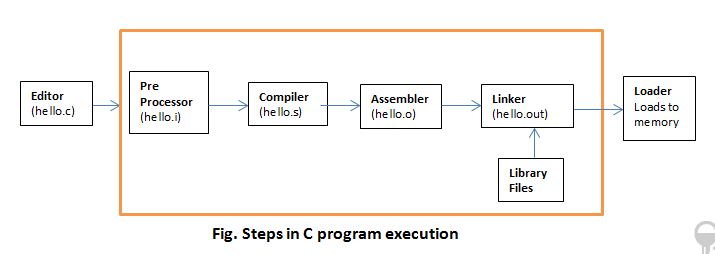 Editor
(hello.c)
Pre
Processor
(hello.i)
Compiler
(hello.s)
Assembler
(hello.o)
Linker
(hello.out)
Loader
Loads to
memory
Library
Files
Fig. Steps in C program execution